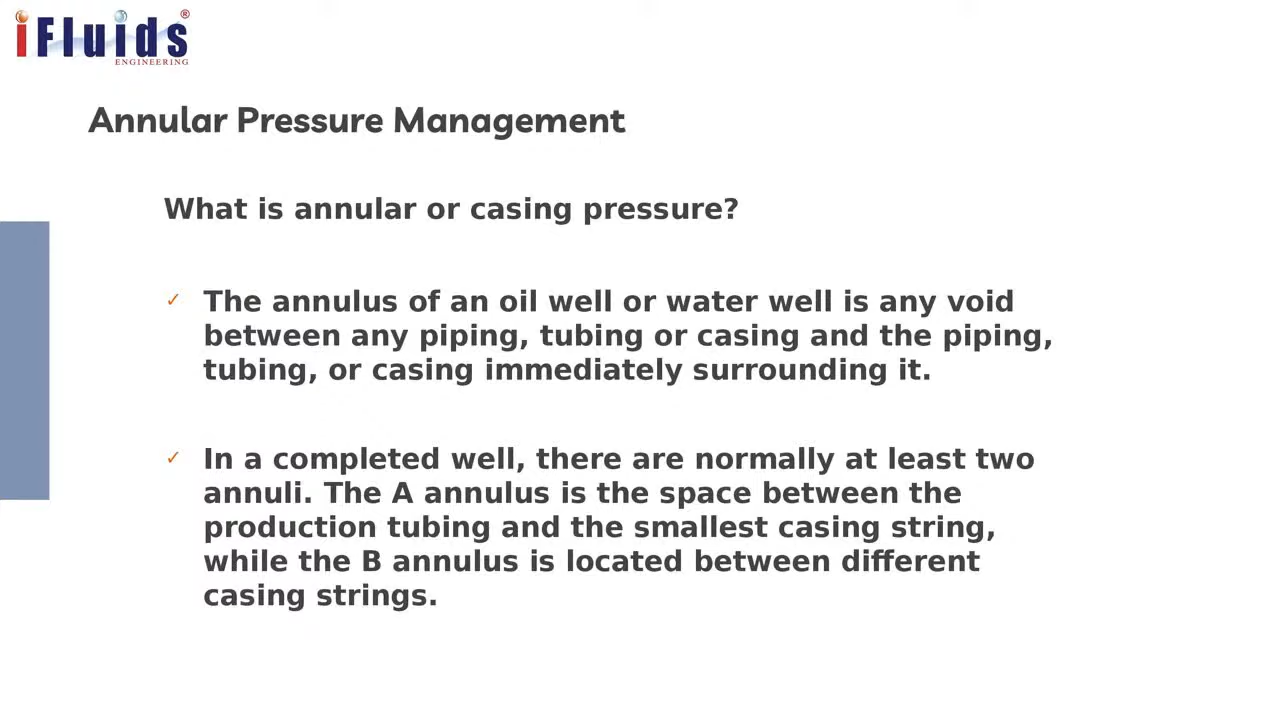 iFluids®
ENGINEERING
Annular Pressure Management
What is annular or casing pressure?
✓ The annulus of an oil well or water well is any void
between any piping, tubing or casing and the piping,
tubing, or casing immediately surrounding it.
✓ In a completed well, there are normally at least two
annuli. The A annulus is the space between the
production tubing and the smallest casing string,
while the B annulus is located between different
casing strings.